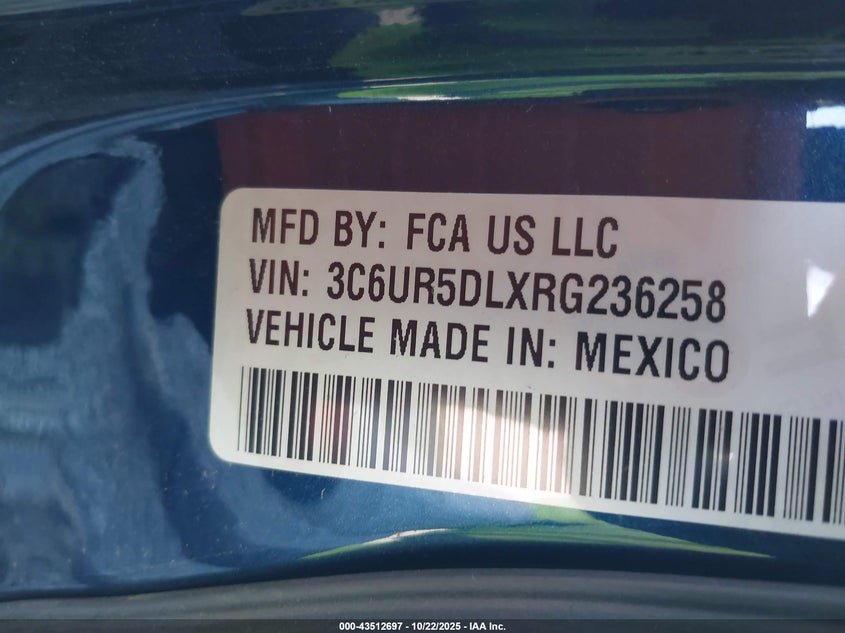 MFD BY: FCA US LLC
VIN: 3C6UR5DLXRG236258
VEHICLE MADE IN: MEXICO
000-43512697 - 10/22/2025 - IAA Inc.